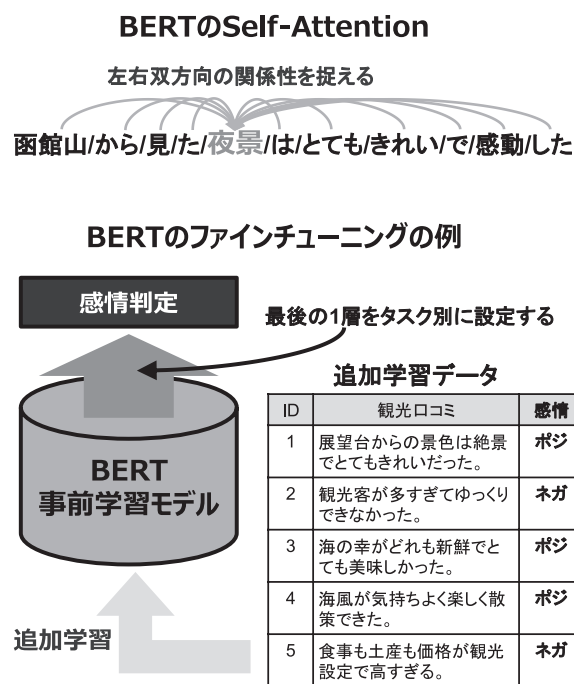 BERTのSelf-Attention
左右双方向の関係性を捉える
函館山/から/見/た/夜景/は/とても/きれい/で/感動/した
BERTのファインチューニングの例
感情判定
最後の1層をタスク別に設定する
BERT
事前学習モデル
追加学習
追加学習データ
ID 観光口コミ 感情
1 展望台からの景色は絶景 ポジ
でとてもきれいだった。
2 観光客が多すぎてゆっくり ネガ
できなかった。
3 海の幸がどれも新鮮でと ポジ
ても美味しかった。
4 海風が気持ちよく楽しく散 ポジ
策できた。
5 食事も土産も価格が観光 ネガ
設定で高すぎる。